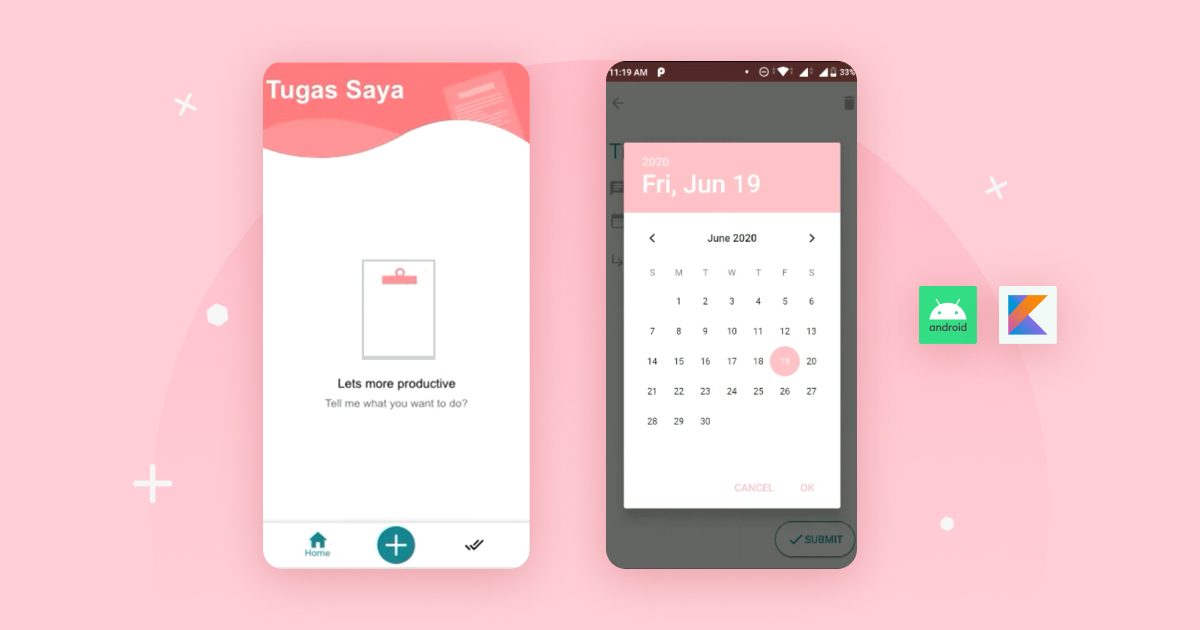 Tugas Saya
Lets more productive
Tell me what you want to do?
Home
11:19 AM
33%
2020
Fri, Jun 19
June 2020
S M T W T F S
1 2 3 4 5 6
7 8 9 10 11 12 13
14 15 16 17 18 19 20
21 22 23 24 25 26 27
28 29 30
CANCEL OK
SUBMIT
android